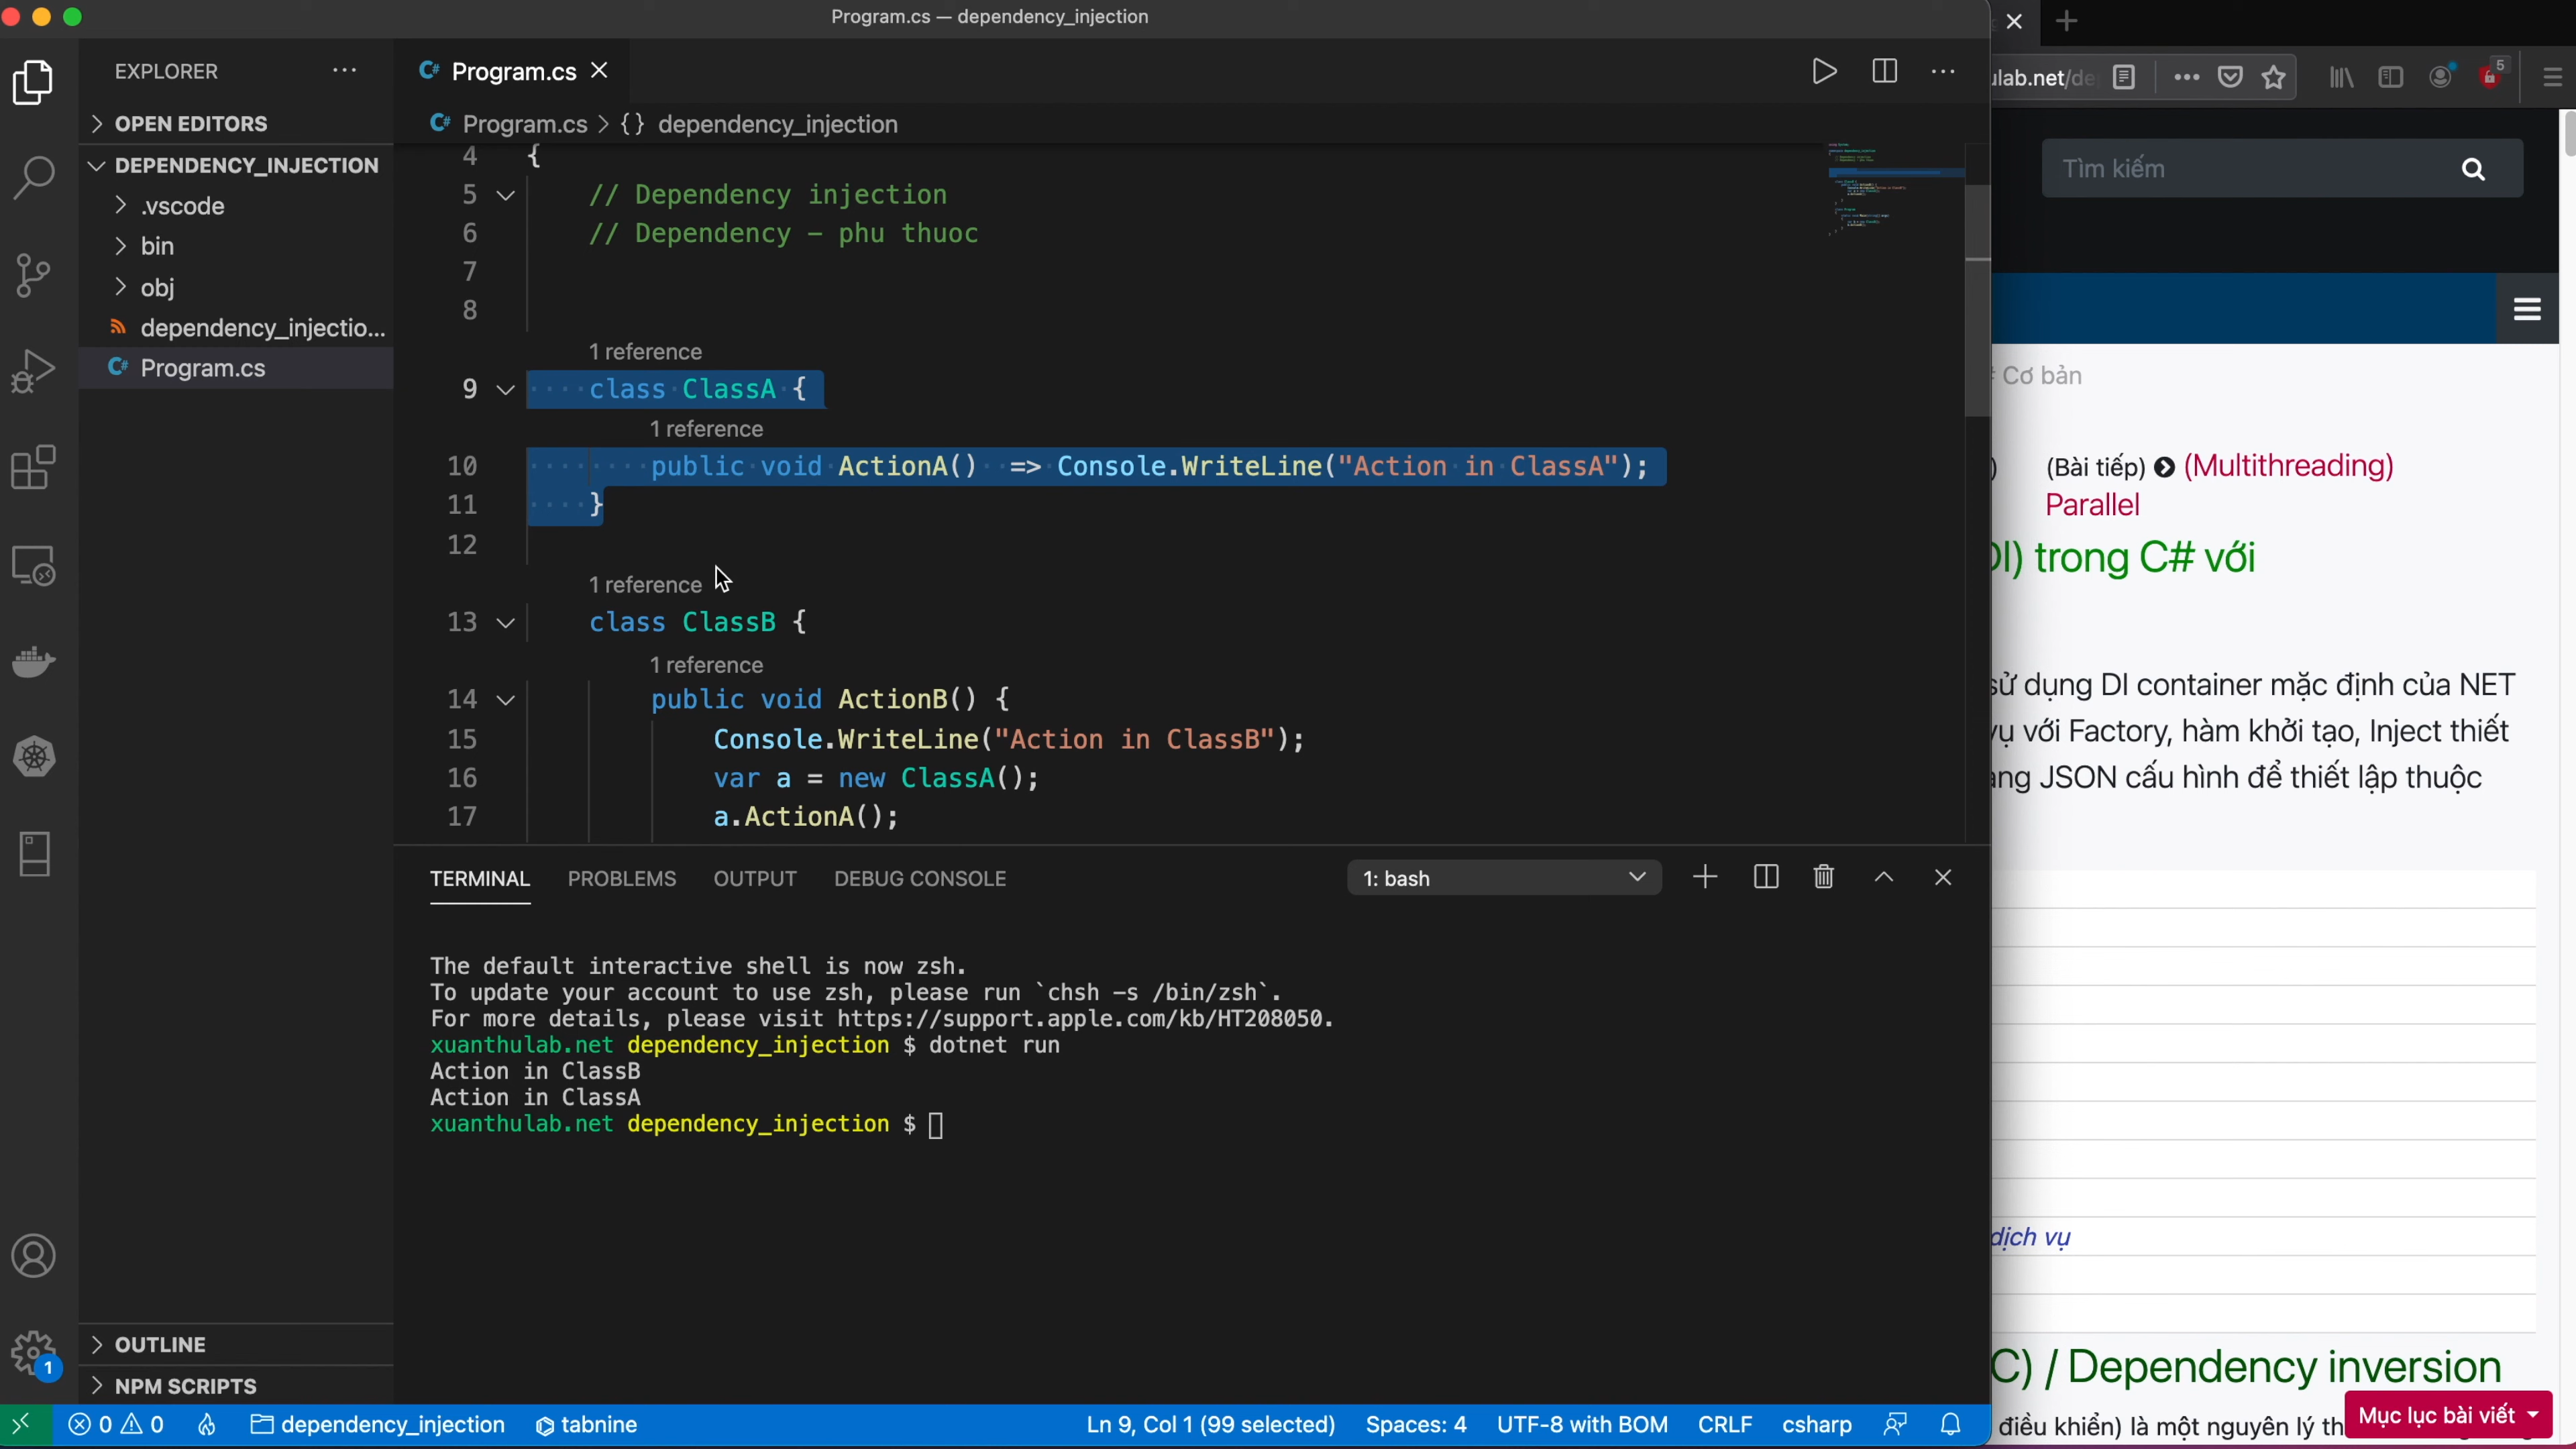 Program.cs — dependency_injection
EXPLORER
Program.cs
OPEN EDITORS
DEPENDENCY_INJECTION
.vscode
bin
obj
dependency_injectio...
Program.cs
OUTLINE
NPM SCRIPTS
Program.cs > {} dependency_injection
4 {
5 // Dependency injection
6 // Dependency – phu thuoc
7
8
1 reference
9 class ClassA {
1 reference
10 public void ActionA() => Console.WriteLine("Action in ClassA");
11 }
12
1 reference
13 class ClassB {
1 reference
14 public void ActionB() {
15 Console.WriteLine("Action in ClassB");
16 var a = new ClassA();
17 a.ActionA();
TERMINAL PROBLEMS OUTPUT DEBUG CONSOLE 1: bash
The default interactive shell is now zsh.
To update your account to use zsh, please run `chsh -s /bin/zsh`.
For more details, please visit https://support.apple.com/kb/HT208050.
xuanthulab.net dependency_injection $ dotnet run
Action in ClassB
Action in ClassA
xuanthulab.net dependency_injection $
1
0 0 dependency_injection tabnine Ln 9, Col 1 (99 selected) Spaces: 4 UTF-8 with BOM CRLF csharp
ulab.net/de
5
Tìm kiếm
Cơ bản
(Bài tiếp) (Multithreading)
Parallel
DI) trong C# với
sử dụng DI container mặc định của NET
vụ với Factory, hàm khởi tạo, Inject thiết
JSON cấu hình để thiết lập thuộc
dịch vụ
C) / Dependency inversion
điều khiển) là một nguyên lý
Mục lục bài viết